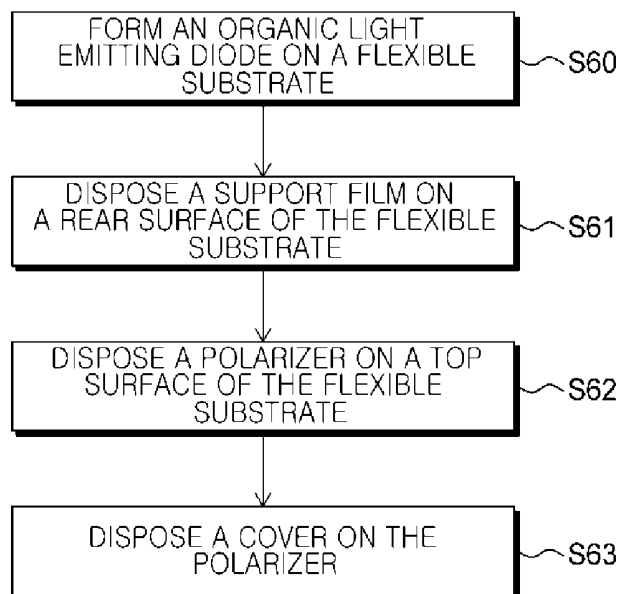 FORM AN ORGANIC LIGHT
EMITTING DIODE ON A FLEXIBLE
SUBSTRATE
S60
DISPOSE A SUPPORT FILM ON
A REAR SURFACE OF THE FLEXIBLE
SUBSTRATE
S61
DISPOSE A POLARIZER ON A TOP
SURFACE OF THE FLEXIBLE
SUBSTRATE
S62
DISPOSE A COVER ON THE
POLARIZER
S63